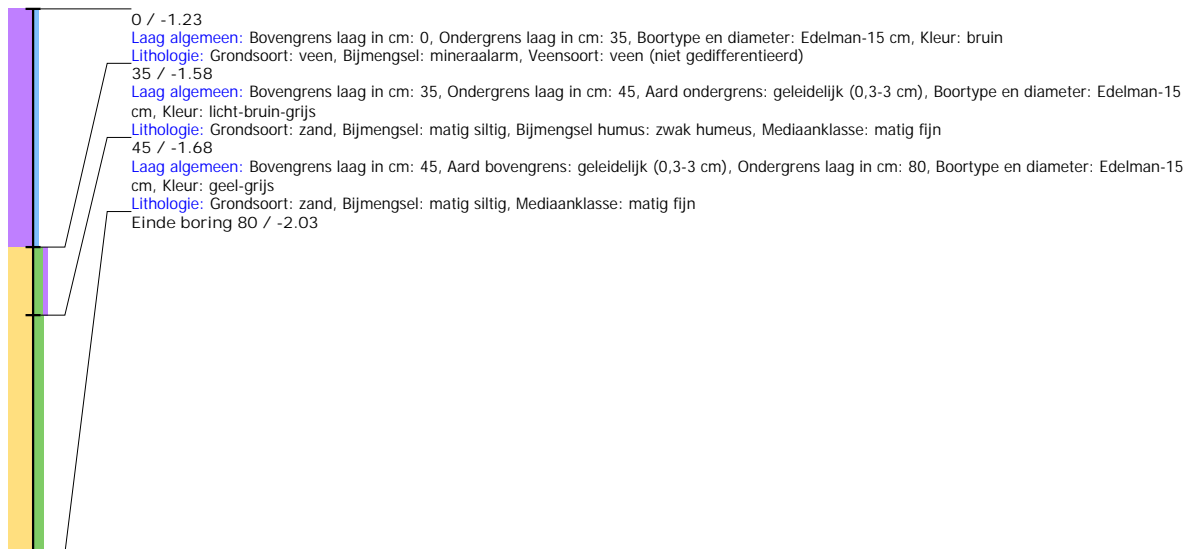 0 / -1.23
Laag algemeen: Bovengrens laag in cm: 0, Ondergrens laag in cm: 35, Boortype en diameter: Edelman-15 cm, Kleur: bruin
Lithologie: Grondsoort: veen, Bijmengsel: mineraalarm, Veensoort: veen (niet gedifferentieerd)
35 / -1.58
Laag algemeen: Bovengrens laag in cm: 35, Ondergrens laag in cm: 45, Aard ondergrens: geleidelijk (0,3-3 cm), Boortype en diameter: Edelman-15
cm, Kleur: licht-bruin-grijs
Lithologie: Grondsoort: zand, Bijmengsel: matig siltig, Bijmengsel humus: zwak humeus, Mediaanklasse: matig fijn
45 / -1.68
Laag algemeen: Bovengrens laag in cm: 45, Aard bovengrens: geleidelijk (0,3-3 cm), Ondergrens laag in cm: 80, Boortype en diameter: Edelman-15
cm, Kleur: geel-grijs
Lithologie: Grondsoort: zand, Bijmengsel: matig siltig, Mediaanklasse: matig fijn
Einde boring 80 / -2.03